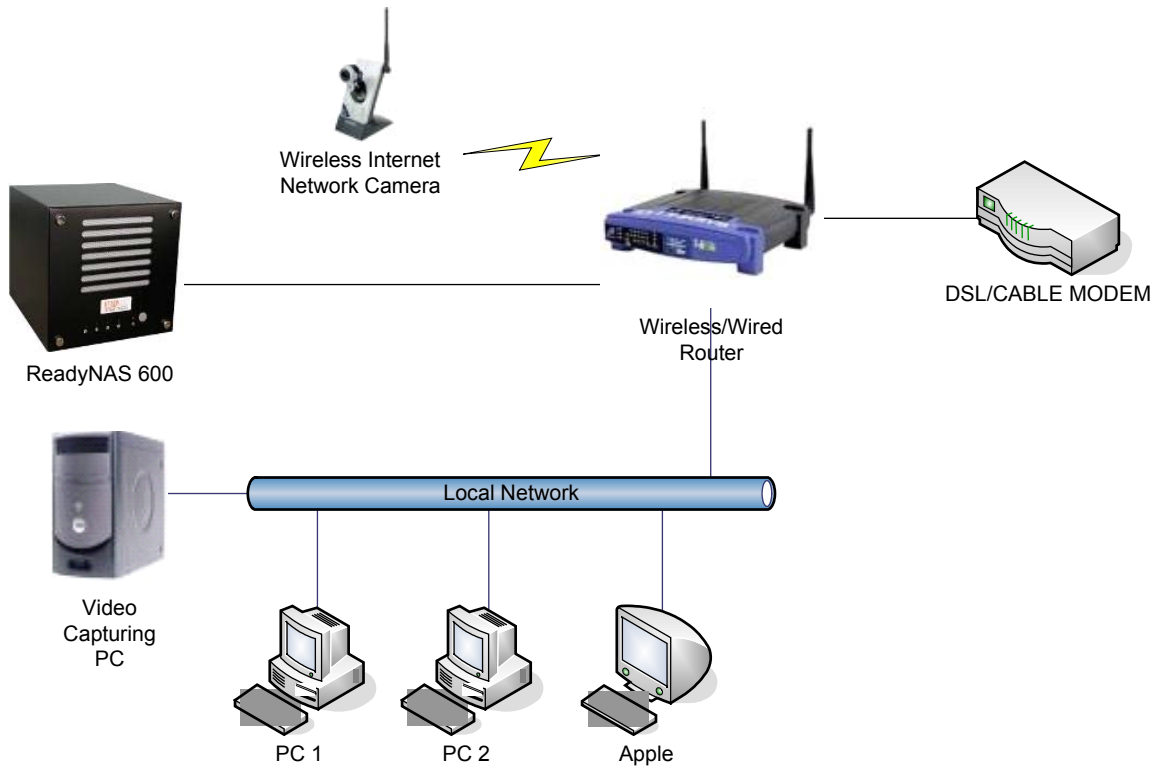 Wireless Internet
Network Camera
DSL/CABLE MODEM
Wireless/Wired
Router
ReadyNAS 600
Local Network
Video
Capturing
PC
PC 1
PC 2
Apple